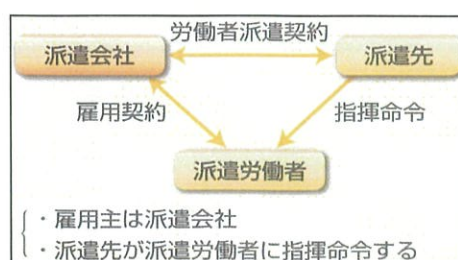 労働者派遣契約
派遣会社
派遣先
雇用契約
指揮命令
派遣労働者
・雇用主は派遣会社
・派遣先が派遣労働者に指揮命令する